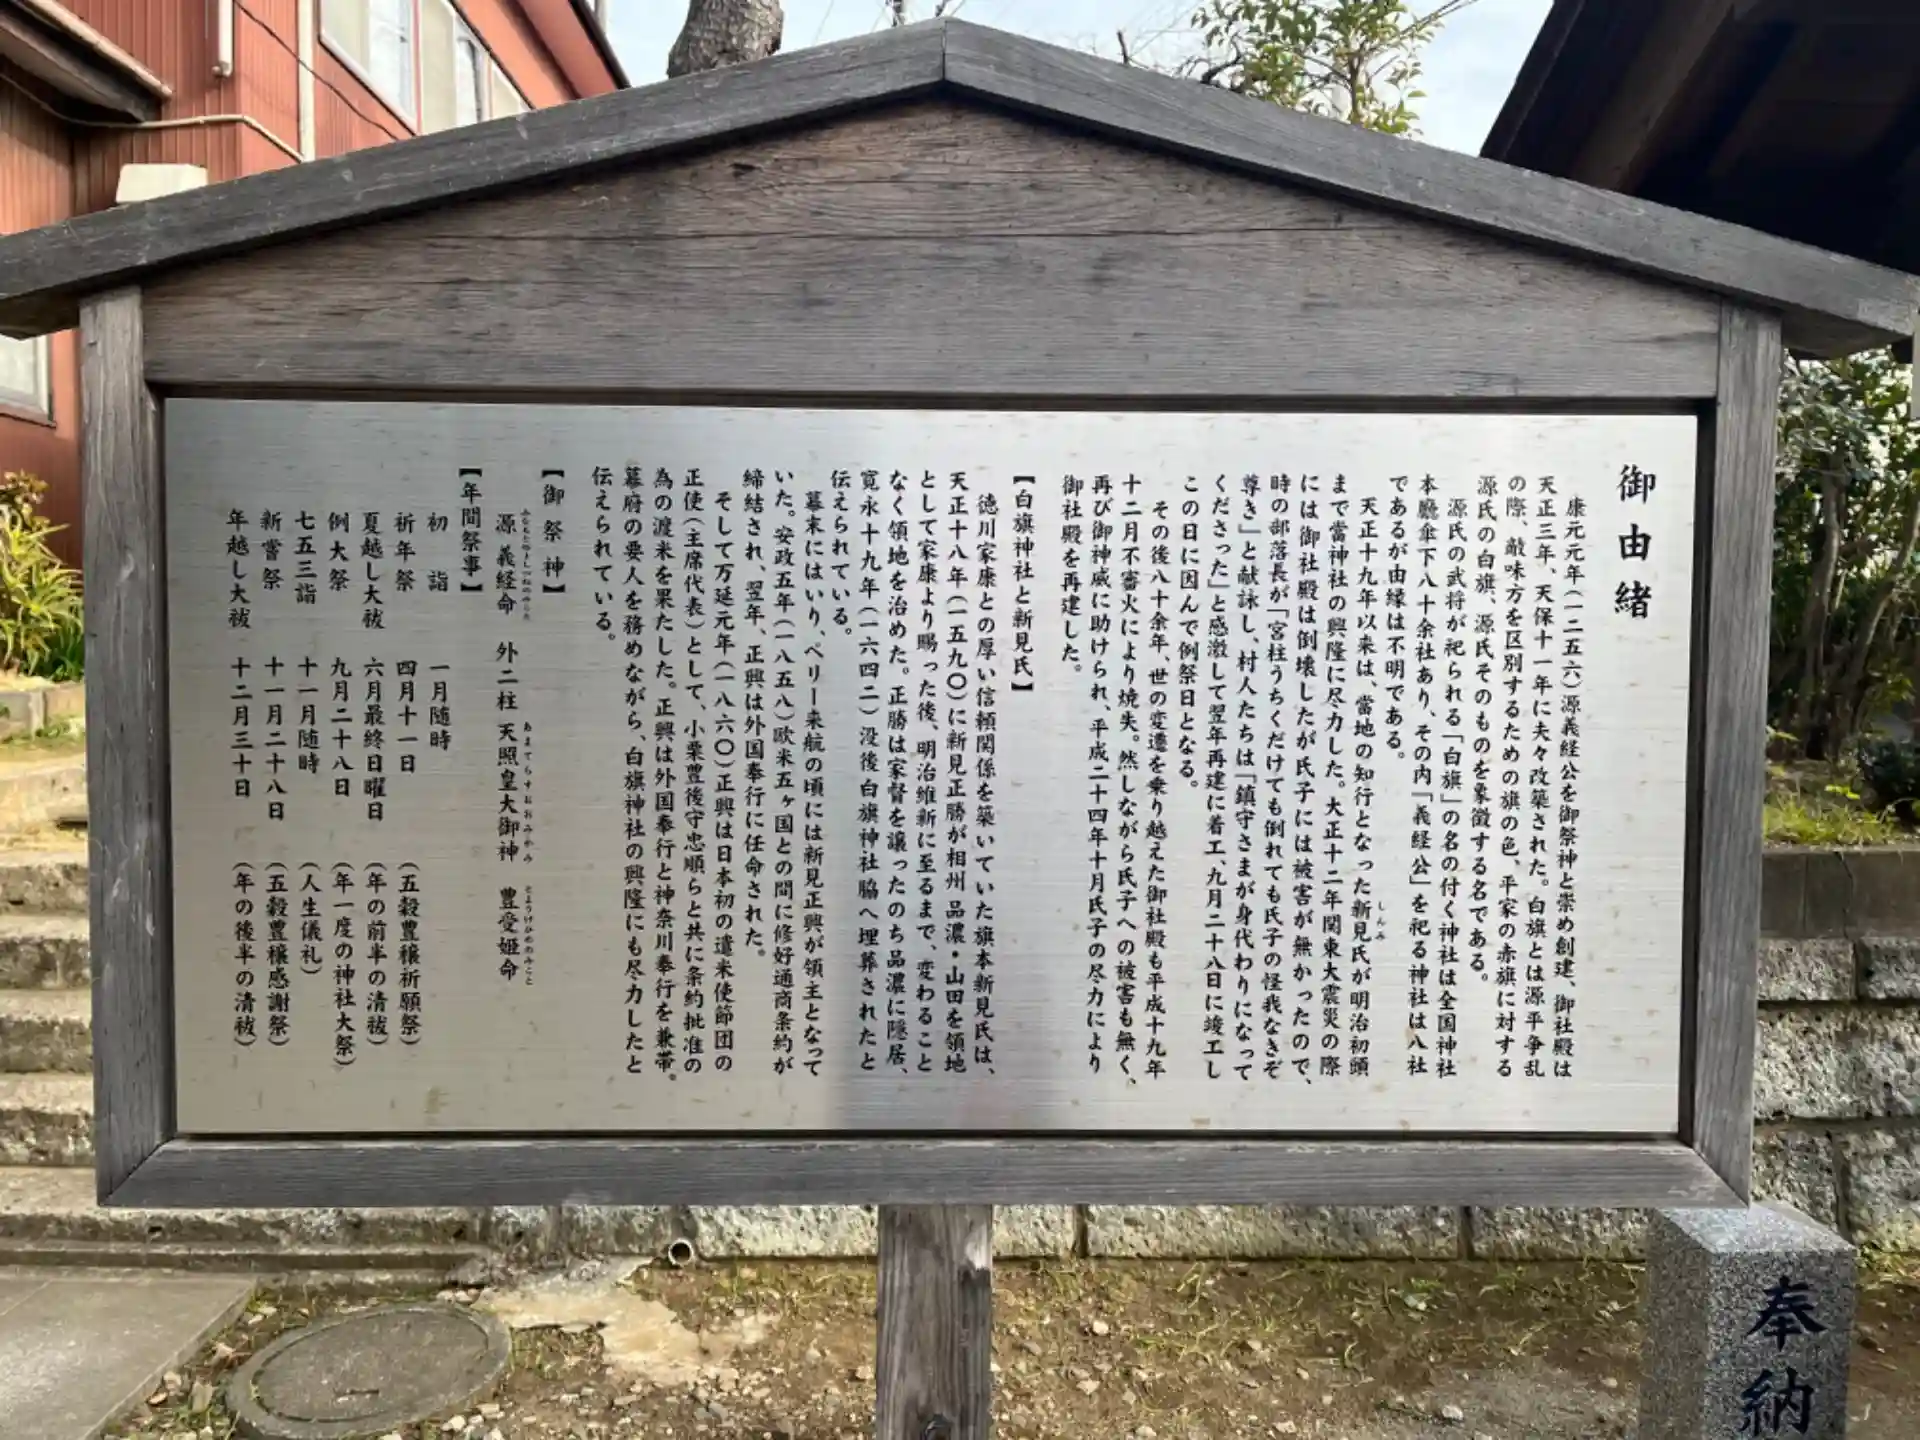 御由緒
康元元年(一二五六)源義経公を御祭神と崇め創建、御社殿は
天正三年、天保十一年に夫々改築された。白旗とは源平争乱
の際、敵味方を区別するための旗の色、平家の赤旗に対する
源氏の白旗、源氏そのものを象徴する名である。
源氏の武将が祀られる「白旗」の名の付く神社は全国神社
本廳傘下八十余社あり、その内「義経公」を祀る神社は八社
であるが由縁は不明である。
天正十九年以来は、當地の知行となった新見氏が明治初頭
しんみ
まで當神社の興隆に尽力した。大正十二年関東大震災の際
には御社殿は倒壊したが氏子には被害が無かったので、
時の部落長が「宮柱うちくだけても倒れても氏子の怪我なきぞ
尊き」と献詠し、村人たちは「鎮守さまが身代わりになって
くださった」と感激して翌年再建に着工、九月二十八日に竣工し
この日に因んで例祭日となる。
その後八十余年、世の変遷を乗り越えた御社殿も平成十九年
十二月不審火により焼失。然しながら氏子への被害も無く、
再び御神威に助けられ、平成二十四年十月氏子の尽力により
御社殿を再建した。
【白旗神社と新見氏】
徳川家康との厚い信頼関係を築いていた旗本新見氏は、
天正十八年(一五九〇)に新見正勝が相州 品濃・山田を領地
として家康より賜った後、明治維新に至るまで、変わること
なく領地を治めた。正勝は家督を譲ったのち品濃に隠居、
寛永十九年(一六四二)没後白旗神社脇へ埋葬されたと
伝えられている。
幕末にはいり、ペリー来航の頃には新見正興が領主となって
いた。安政五年(一八五八)欧米五ヶ国との間に修好通商条約が
締結され、翌年、正興は外国奉行に任命された。
そして万延元年(一八六〇)正興は日本初の遣米使節団の
正使(主席代表)として、小栗豊後守忠順らと共に条約批准の
為の渡米を果たした。正興は外国奉行と神奈川奉行を兼帯。
幕府の要人を務めながら、白旗神社の興隆にも尽力したと
伝えられている。
【御祭神】
源 義経命 外二柱 天照皇大御神 豊受姫命
あまてらすおおみかみ とようけひめのみこと
【年間祭事】
初詣 一月随時
祈年祭 四月十一日 (五穀豊穣祈願祭)
夏越し大祓 六月最終日曜日 (年の前半の清祓)
例大祭 九月二十八日 (年一度の神社大祭)
七五三詣 十一月随時 (人生儀礼)
新嘗祭 十一月二十八日 (五穀豊穣感謝祭)
年越し大祓 十二月三十日 (年の後半の清祓)
奉納